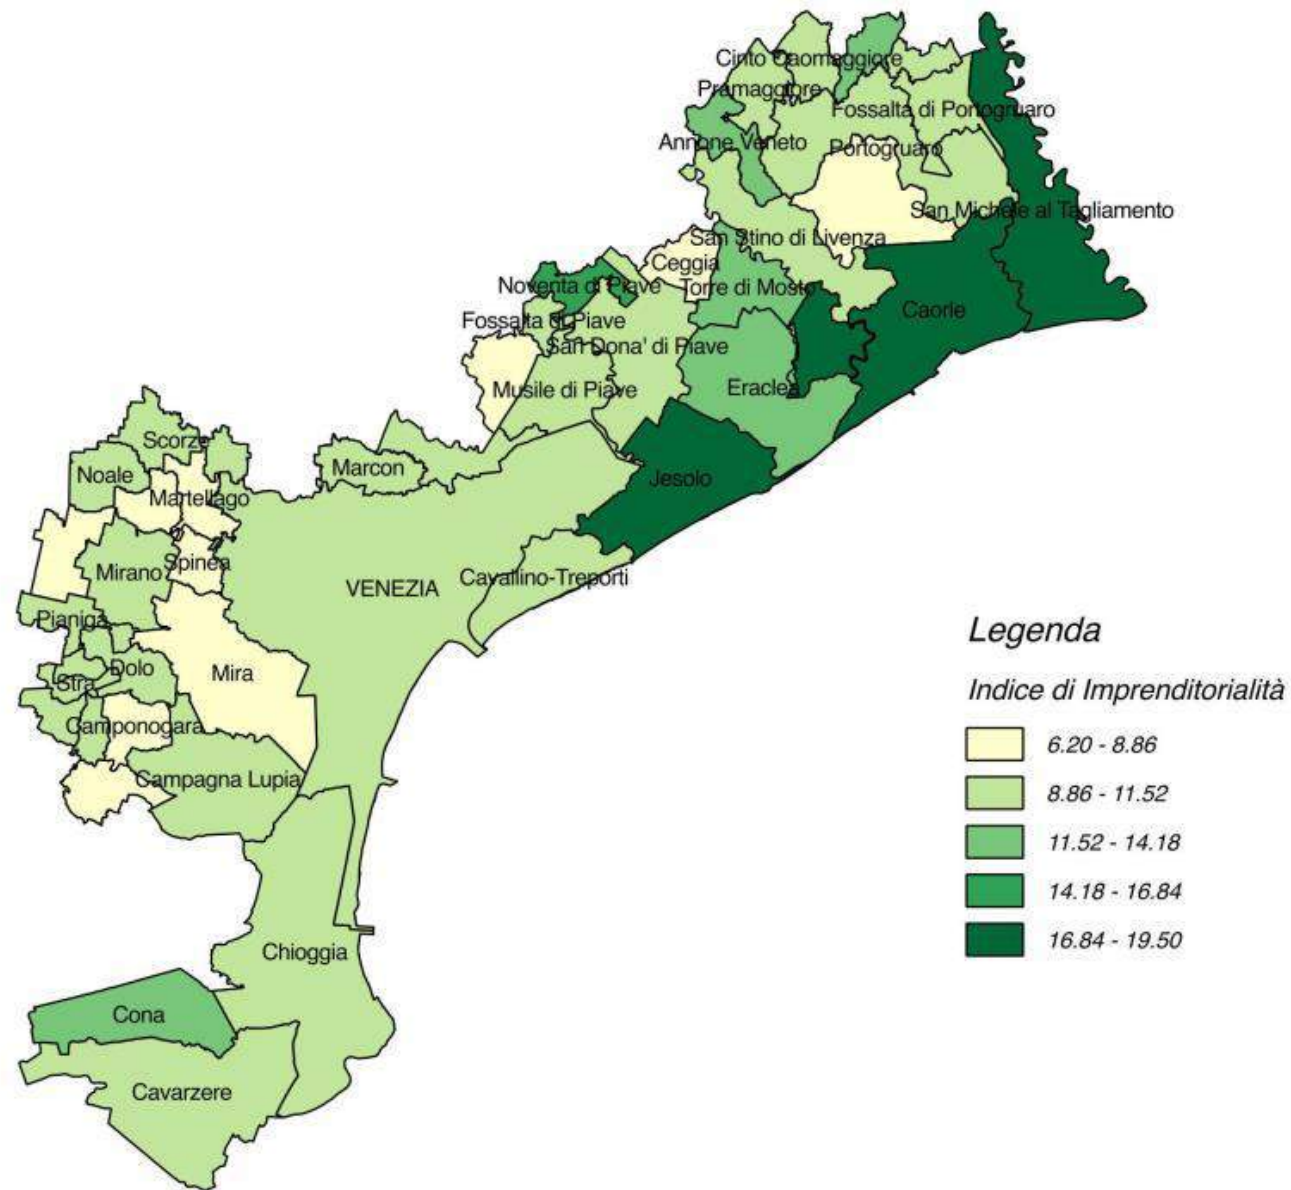 Cinto Caomaggiore
Pramaggiore
Fossalta di Portogruaro
Annone Veneto
Portogruaro
San Michele al Tagliamento
San Stino di Livenza
Ceggia
Noventa di Piave
Torre di Mosto
Caorle
Fossalta di Piave
San Dona' di Piave
Musile di Piave
Eraclea
Scorze
Noale
Marcon
Jesolo
Martellago
Mirano
Spinea
VENEZIA
Cavallino-Treporti
Pianiga
Dolo
Mira
Stra
Camponogara
Campagna Lupia
Chioggia
Cona
Cavarzere
Legenda
Indice di Imprenditorialità
6.20 - 8.86
8.86 - 11.52
11.52 - 14.18
14.18 - 16.84
16.84 - 19.50